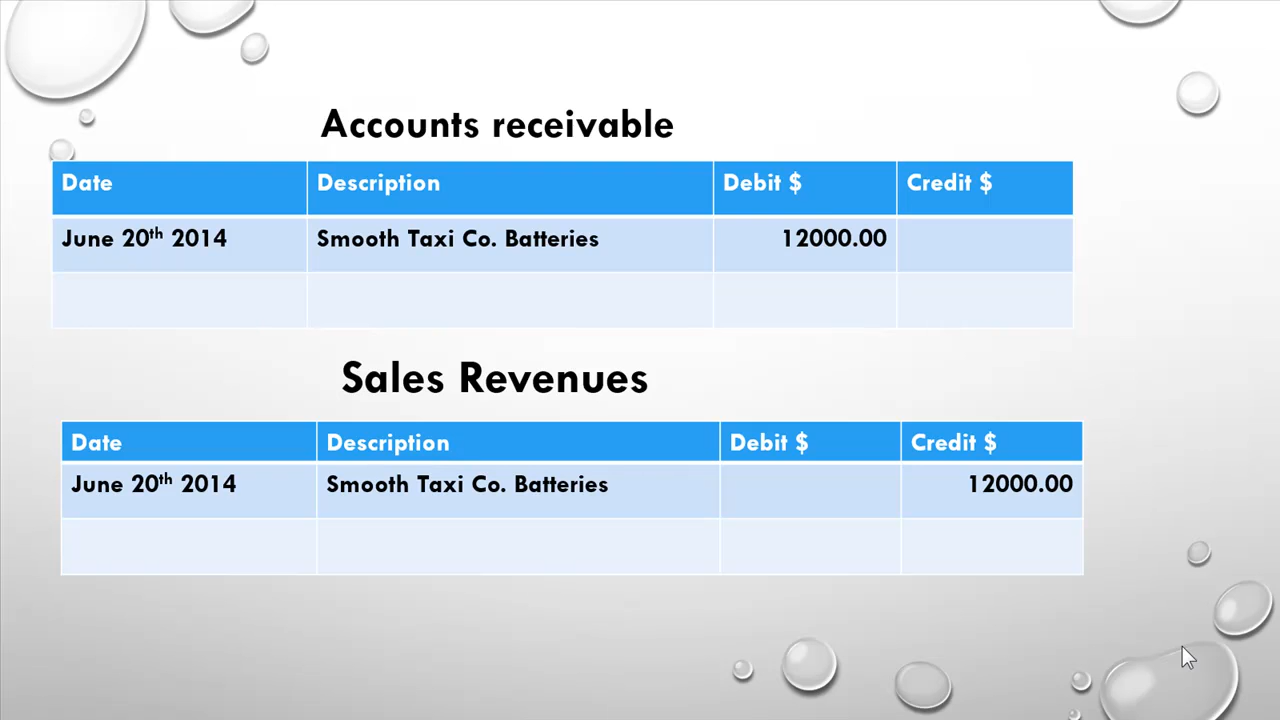 Accounts receivable
Date Description Debit $ Credit $
June 20th 2014 Smooth Taxi Co. Batteries 12000.00
Sales Revenues
Date Description Debit $ Credit $
June 20th 2014 Smooth Taxi Co. Batteries 12000.00